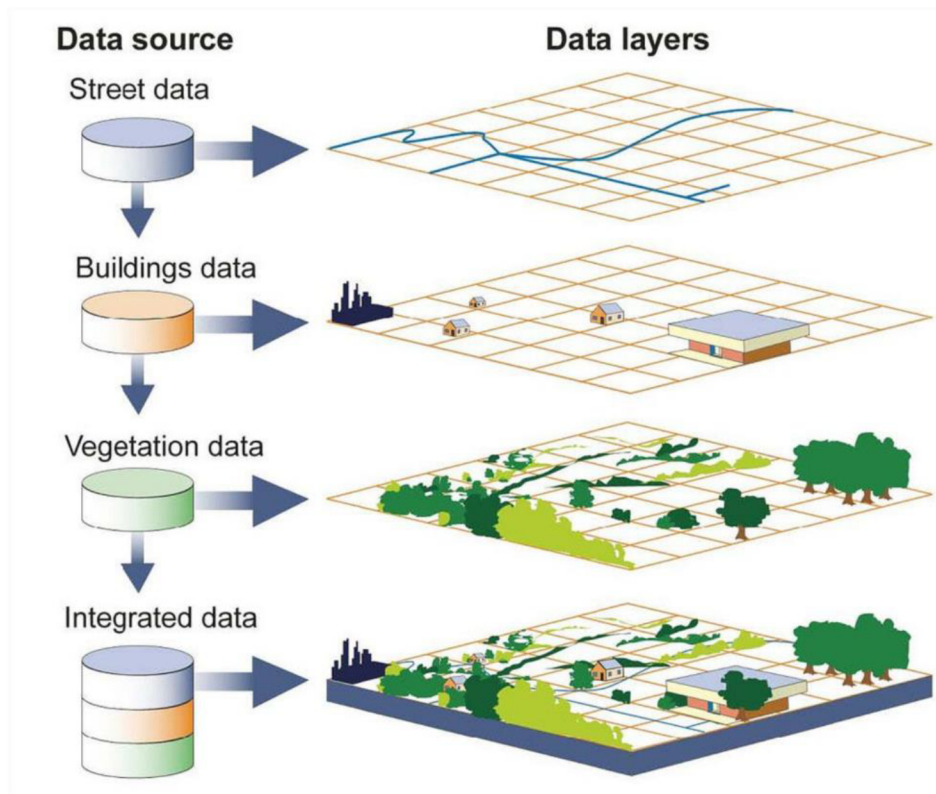 Data source
Data layers
Street data
Buildings data
Vegetation data
Integrated data